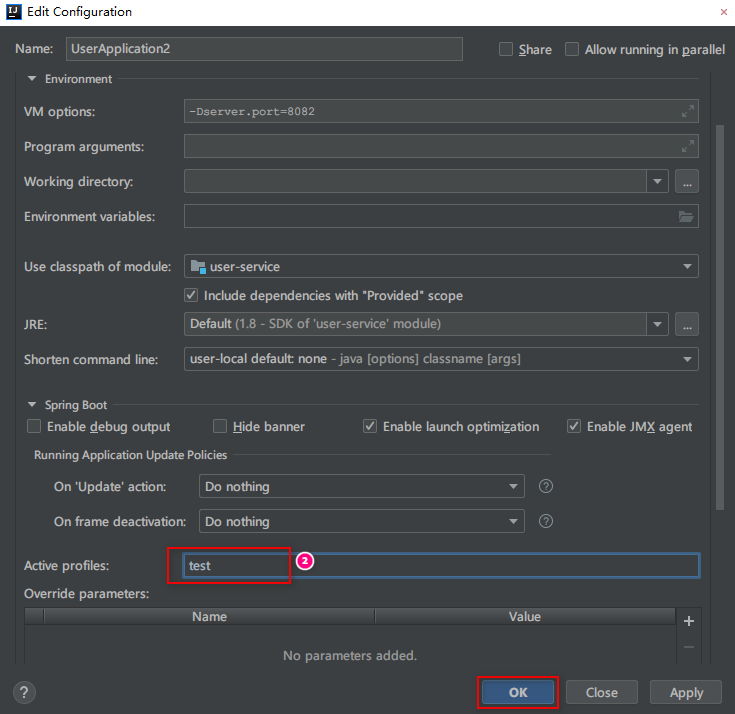 Edit Configuration
Name: UserApplication2 Share Allow running in parallel
Environment
VM options: -Dserver.port=8082
Program arguments:
Working directory: ...
Environment variables:
Use classpath of module: user-service
Include dependencies with "Provided" scope
JRE: Default (1.8 - SDK of 'user-service' module) ...
Shorten command line: user-local default: none - java [options] classname [args]
Spring Boot
Enable debug output Hide banner Enable launch optimization Enable JMX agent
Running Application Update Policies
On 'Update' action: Do nothing ?
On frame deactivation: Do nothing ?
Active profiles: test 2
Override parameters:
Name Value
No parameters added.
? OK Close Apply